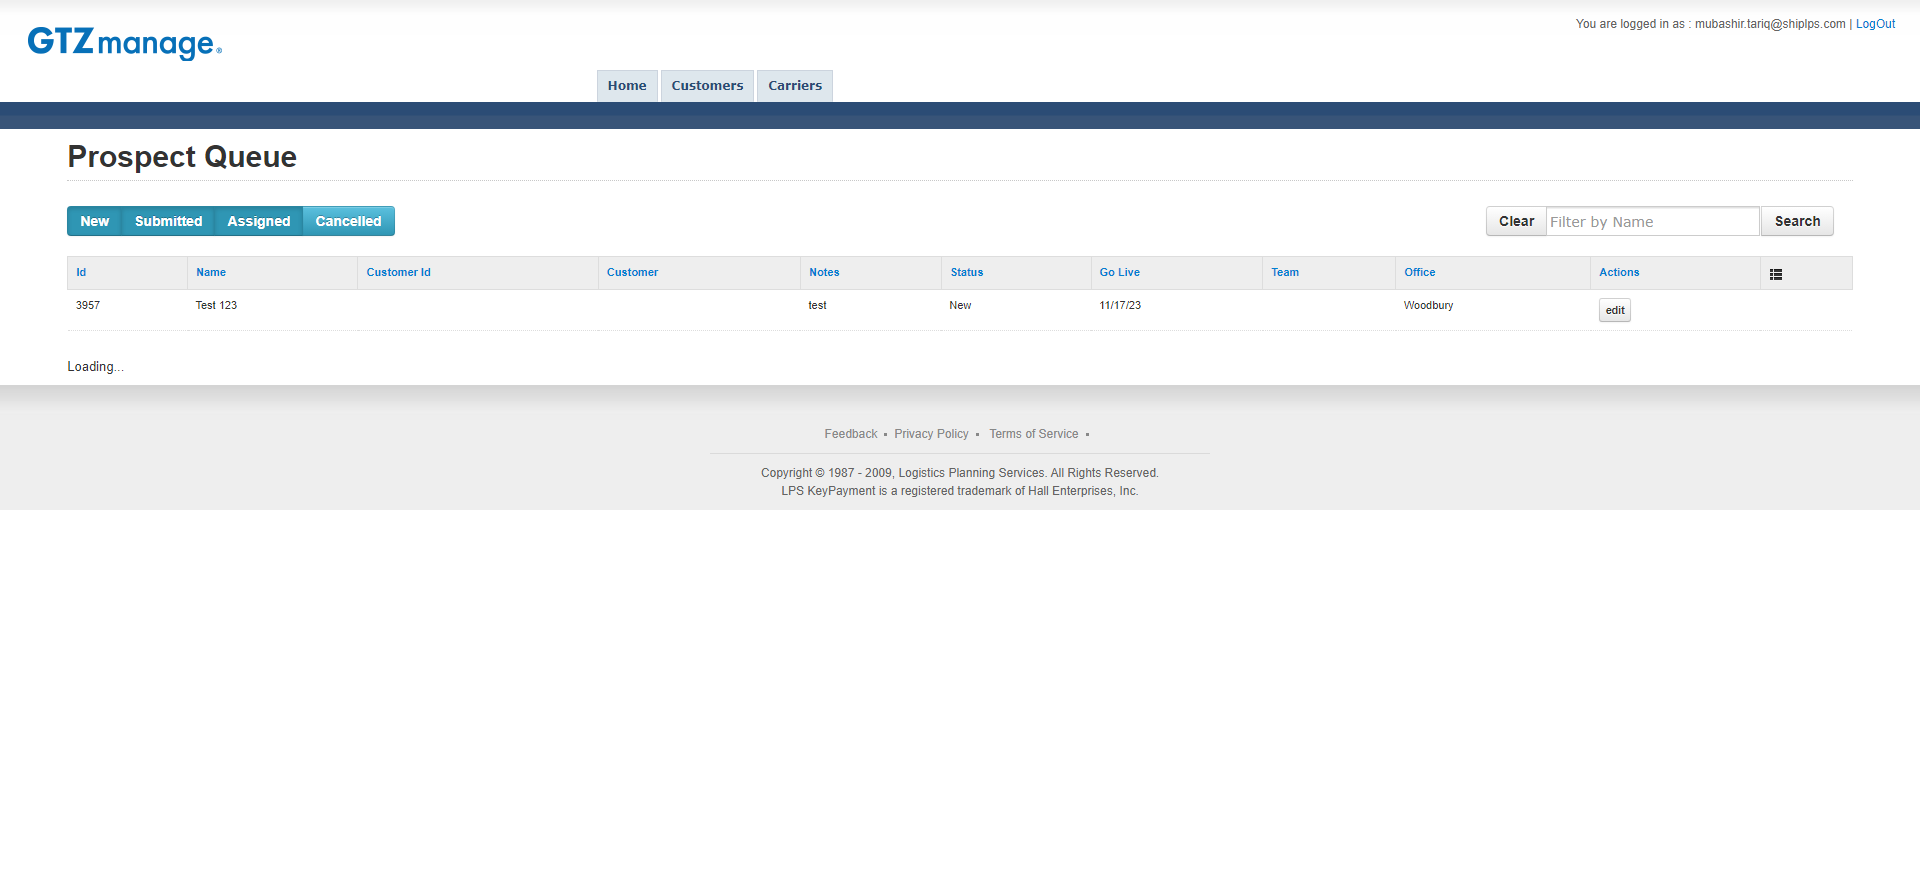 You are logged in as : mubashir.tariq@shiplps.com | LogOut
GTZmanage®
Home Customers Carriers
Prospect Queue
New Submitted Assigned Cancelled Clear Filter by Name Search
Id Name Customer Id Customer Notes Status Go Live Team Office Actions
3957 Test 123 test New 11/17/23 Woodbury edit
Loading...
Feedback ▪ Privacy Policy ▪ Terms of Service ▪
Copyright © 1987 - 2009, Logistics Planning Services. All Rights Reserved.
LPS KeyPayment is a registered trademark of Hall Enterprises, Inc.